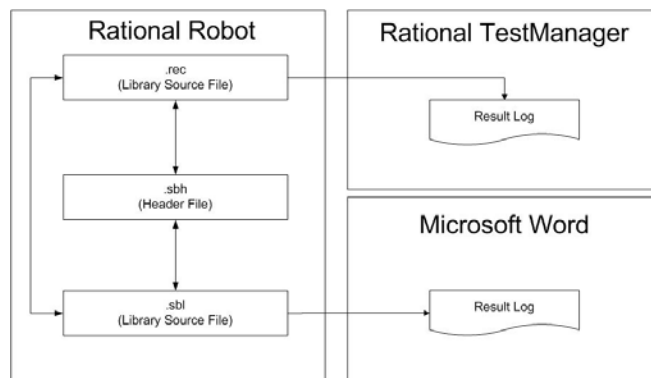 Rational Robot
.rec
(Library Source File)
.sbh
(Header File)
.sbl
(Library Source File)
Rational TestManager
Result Log
Microsoft Word
Result Log